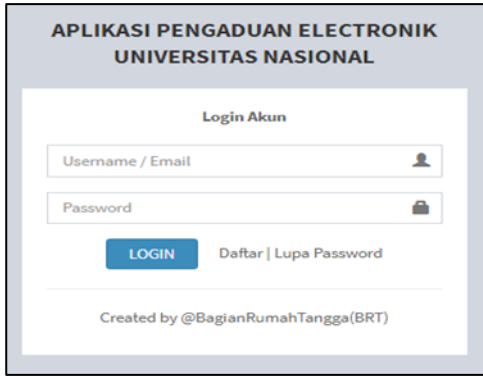 APLIKASI PENGADUAN ELECTRONIK
UNIVERSITAS NASIONAL
Login Akun
Username / Email
Password
LOGIN Daftar | Lupa Password
Created by @BagianRumahTangga(BRT)